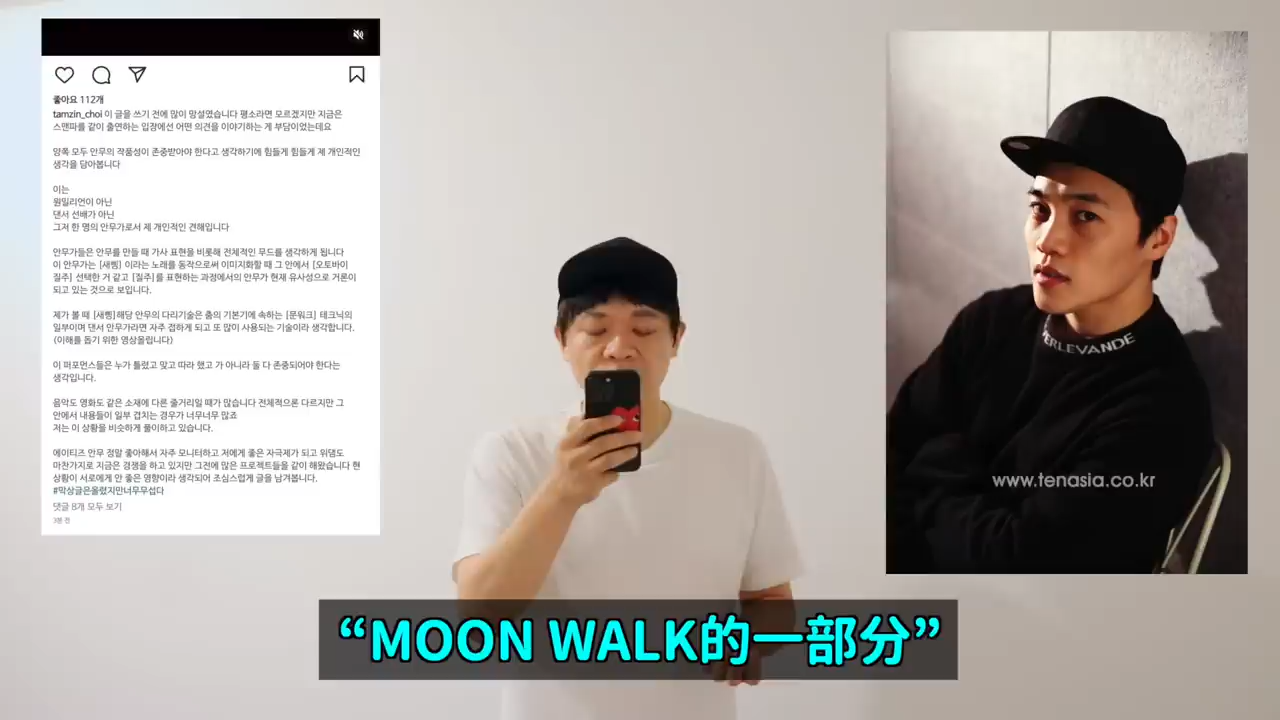 좋아요 112개
tamzin_choi 이 글을 쓰기 전에 많이 망설였습니다 평소라면 모르겠지만 지금은
스맨파를 같이 출연하는 입장에선 어떤 의견을 이야기하는 게 부담이었는데요
양쪽 모두 안무의 작품성이 존중받아야 한다고 생각하기에 힘들게 힘들게 제 개인적인
생각을 담아봅니다
이는
원밀리언이 아닌
댄서 선배가 아닌
그저 한 명의 안무가로서 제 개인적인 견해입니다
안무가들은 안무를 만들 때 가사 표현을 비롯해 전체적인 무드를 생각하게 됩니다
이 안무가는 [새삥] 이라는 노래를 동작으로써 이미지화할 때 그 안에서 [오토바이
질주] 선택한 거 같고 [질주]를 표현하는 과정에서의 안무가 현재 유사성으로 거론이
되고 있는 것으로 보입니다.
제가 볼 때 [새삥]해당 안무의 다리기술은 춤의 기본기에 속하는 [문워크] 테크닉의
일부이며 댄서 안무가라면 자주 접하게 되고 또 많이 사용되는 기술이라 생각합니다.
(이해를 돕기 위한 영상올립니다)
이 퍼포먼스들은 누가 틀렸고 맞고 따라 했고 가 아니라 둘 다 존중되어야 한다는
생각입니다.
음악도 영화도 같은 소재에 다른 줄거리일 때가 많습니다 전체적으론 다르지만 그
안에서 내용들이 일부 겹치는 경우가 너무너무 많죠
저는 이 상황을 비슷하게 풀이하고 있습니다.
에이티즈 안무 정말 좋아해서 자주 모니터하고 저에게 좋은 자극제가 되고 위댐도
마찬가지로 지금은 경쟁을 하고 있지만 그전에 많은 프로젝트들을 같이 해왔습니다 현
상황이 서로에게 안 좋은 영향이라 생각되어 조심스럽게 글을 남겨봅니다.
#막상글은올렸지만너무무섭다
댓글 8개 모두 보기
3분 전
VERLEVANDE
www.tenasia.co.kr
“MOON WALK的一部分”